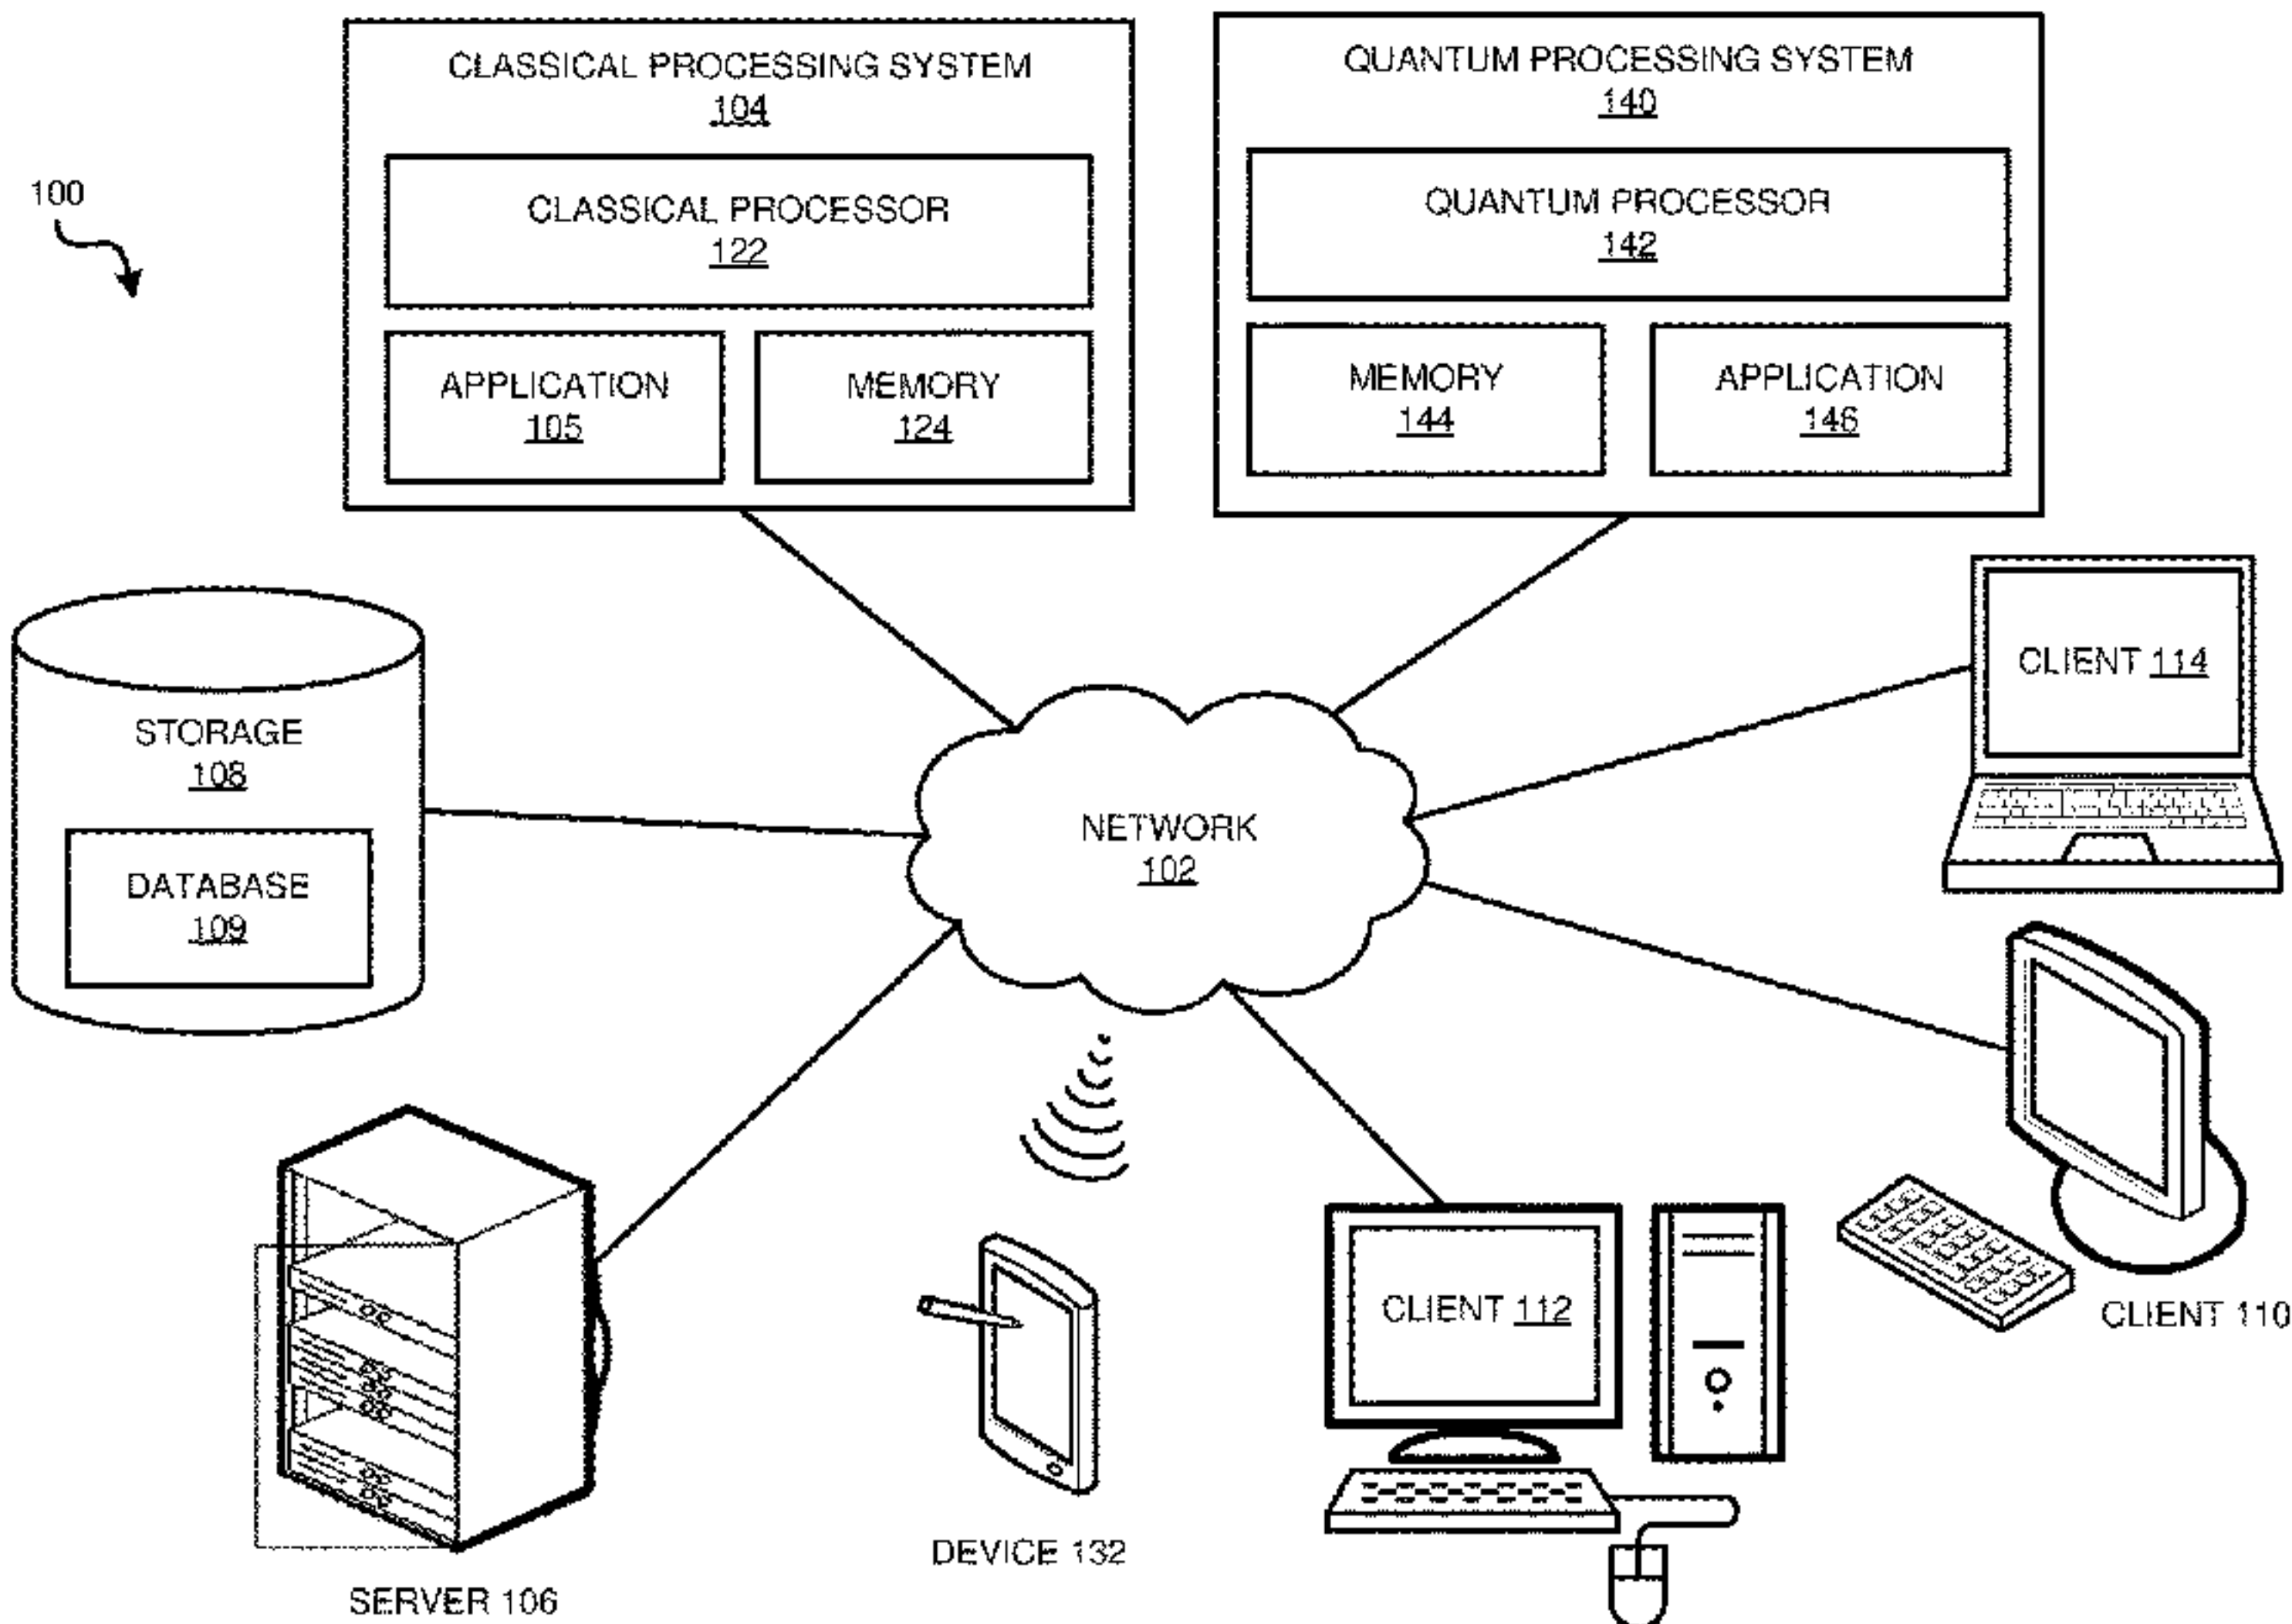 CLASSICAL PROCESSING SYSTEM
104
CLASSICAL PROCESSOR
122
APPLICATION
105
MEMORY
124
QUANTUM PROCESSING SYSTEM
140
QUANTUM PROCESSOR
142
MEMORY
144
APPLICATION
146
100
STORAGE
108
DATABASE
109
NETWORK
102
CLIENT 114
CLIENT 110
CLIENT 112
DEVICE 132
SERVER 106